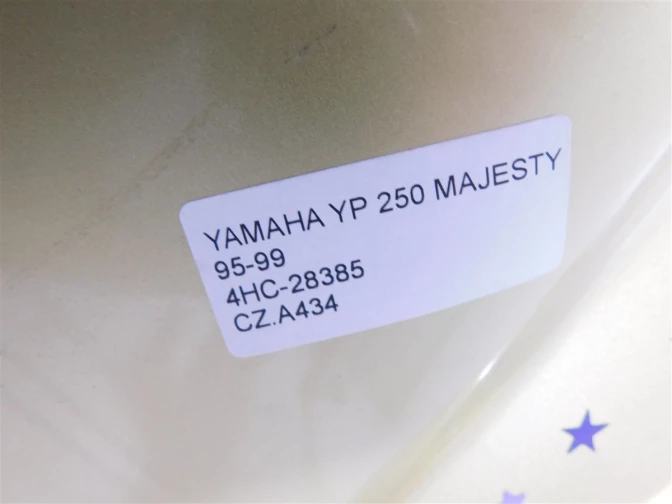 YAMAHA YP 250 MAJESTY
95-99
4HC-28385
CZ.A434